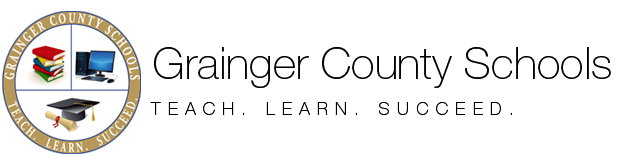 GRAINGER COUNTY SCHOOLS
TEACH. LEARN. SUCCEED.
Grainger County Schools
TEACH. LEARN. SUCCEED.